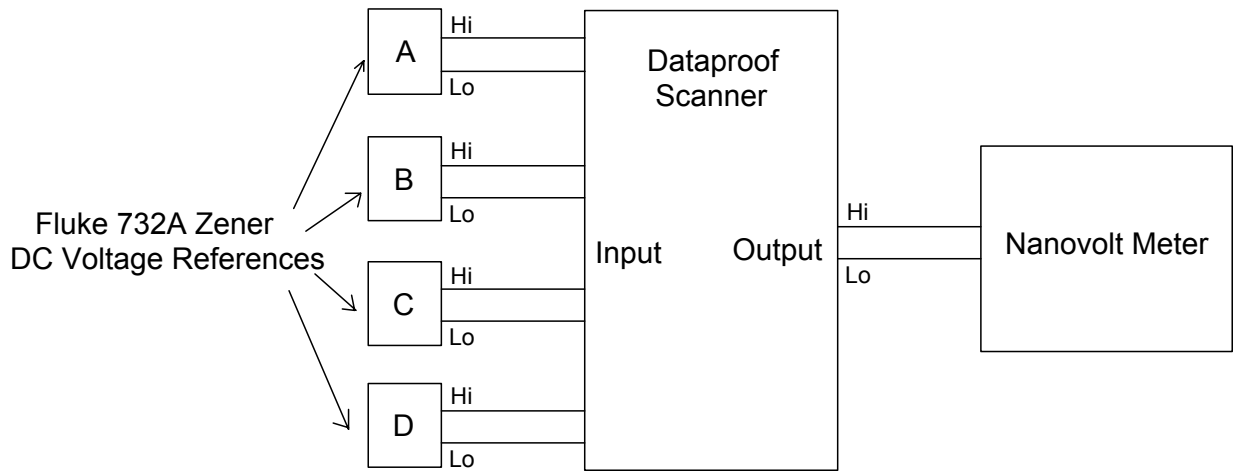 Fluke 732A Zener
DC Voltage References
A
Hi
Lo
B
Hi
Lo
C
Hi
Lo
D
Hi
Lo
Dataproof
Scanner
Input
Output
Hi
Lo
Nanovolt Meter